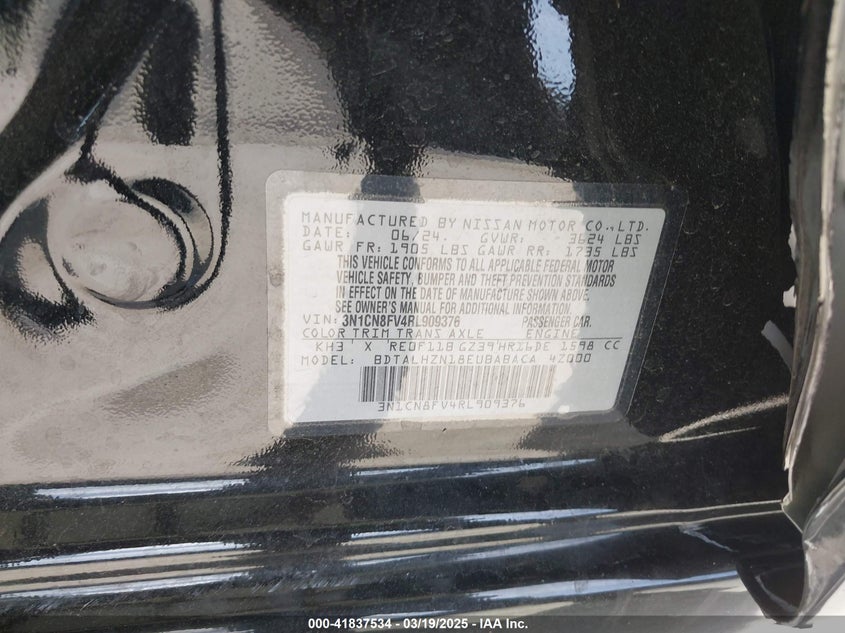 MANUFACTURED BY NISSAN MOTOR CO.,LTD.
DATE: 06/24. GVWR: 3624 LBS
GAWR FR: 1905 LBS GAWR RR: 1735 LBS
THIS VEHICLE CONFORMS TO ALL APPLICABLE FEDERAL MOTOR
VEHICLE SAFETY, BUMPER AND THEFT PREVENTION STANDARDS
IN EFFECT ON THE DATE OF MANUFACTURE SHOWN ABOVE.
SEE OWNER'S MANUAL FOR ADDITIONAL INFORMATION.
VIN: 3N1CN8FV4RL909376 PASSENGER CAR.
COLOR TRIM TRANS AXLE ENGINE
KH3 X RE0F11B GZ39 HR16DE 1598 CC
MODEL: BDTALHZN18EUBABACA 42000
3N1CN8FV4RL909376
000-41837534 - 03/19/2025 - IAA Inc.